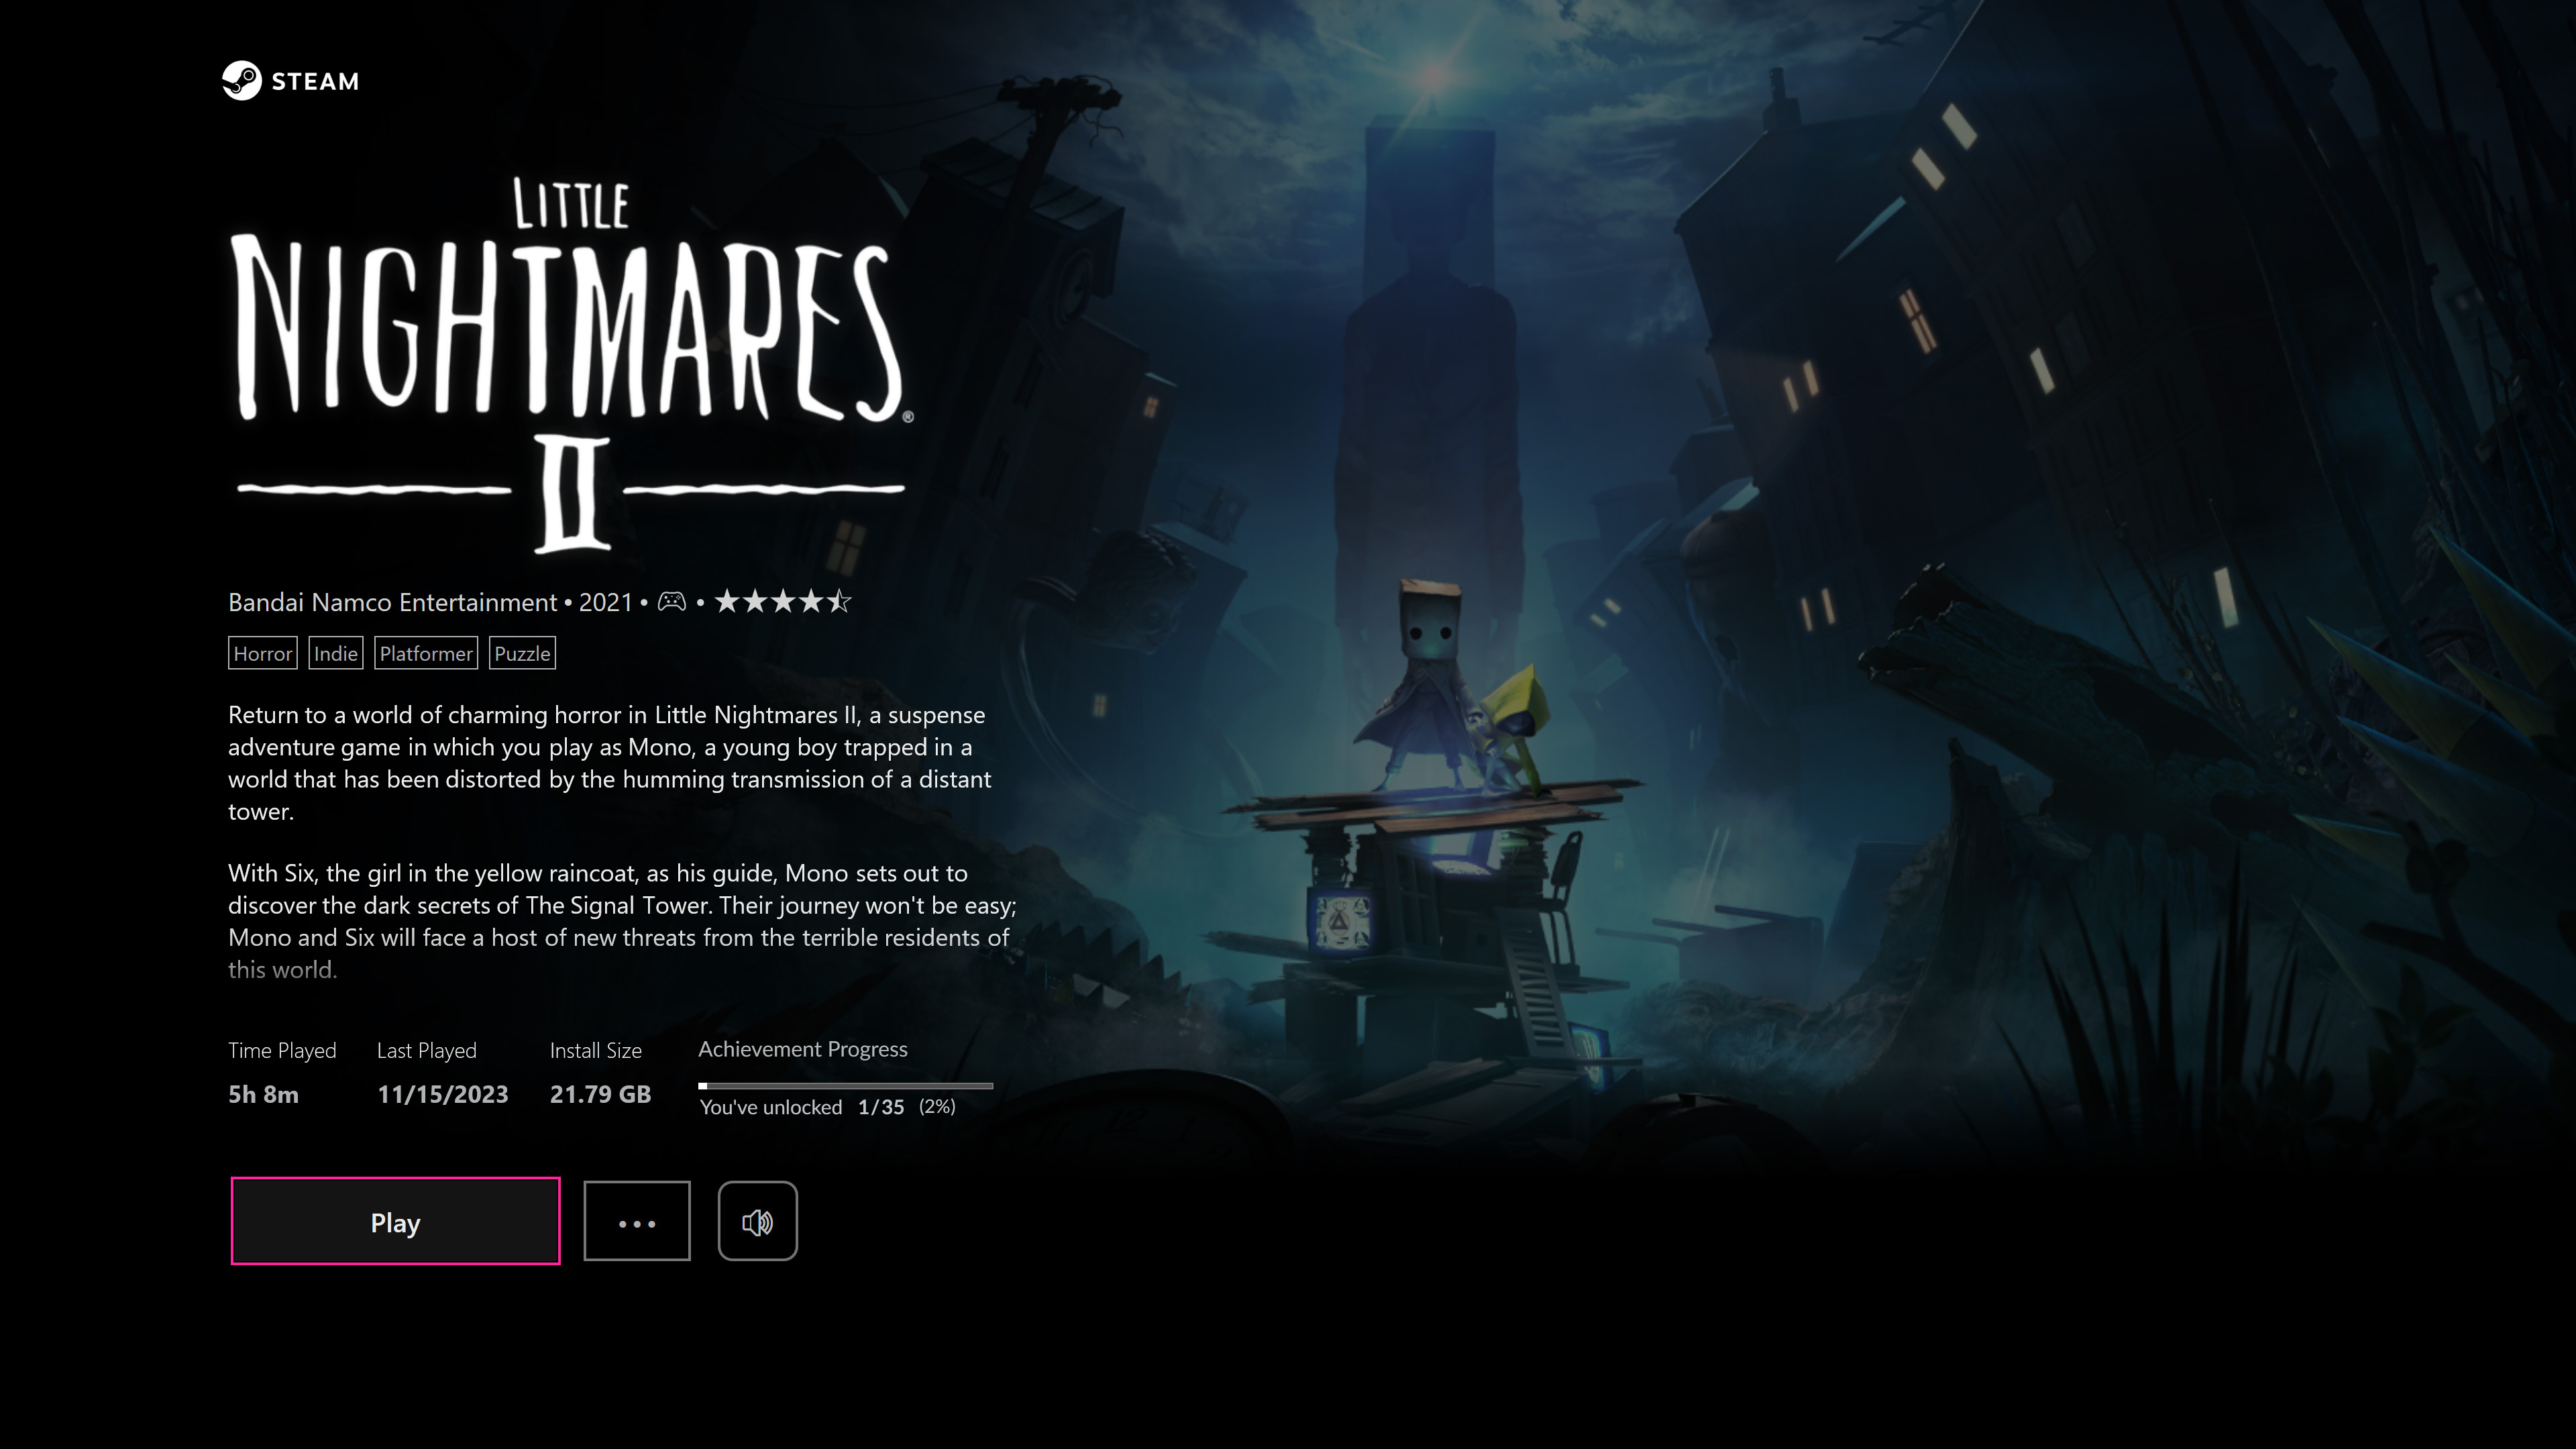 STEAM
LITTLE
NIGHTMARES®
II
Bandai Namco Entertainment • 2021 • • ★★★★⯪
Horror Indie Platformer Puzzle
Return to a world of charming horror in Little Nightmares II, a suspense
adventure game in which you play as Mono, a young boy trapped in a
world that has been distorted by the humming transmission of a distant
tower.
With Six, the girl in the yellow raincoat, as his guide, Mono sets out to
discover the dark secrets of The Signal Tower. Their journey won't be easy;
Mono and Six will face a host of new threats from the terrible residents of
this world.
Time Played Last Played Install Size Achievement Progress
5h 8m 11/15/2023 21.79 GB
You've unlocked 1/35 (2%)
Play